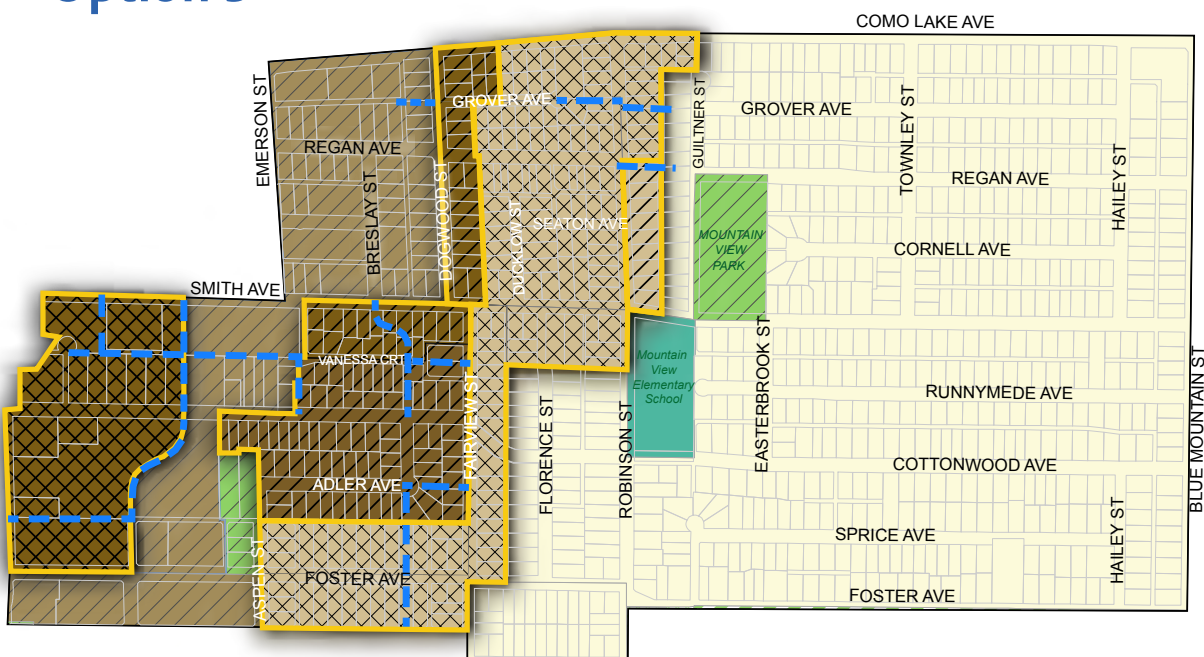 Option
COMO LAKE AVE
EMERSON ST
GROVER AVE
GUILTNER ST
GROVER AVE
TOWNLEY ST
REGAN AVE
BRESLAY ST
DOGWOOD ST
DUCKLOW ST
SEATON AVE
REGAN AVE
HAILEY ST
MOUNTAIN
VIEW
PARK
CORNELL AVE
SMITH AVE
VANESSA CRT
FAIRVIEW ST
Mountain
View
Elementary
School
EASTERBROOK ST
RUNNYMEDE AVE
BLUE MOUNTAIN ST
FLORENCE ST
ROBINSON ST
COTTONWOOD AVE
ADLER AVE
SPRICE AVE
HAILEY ST
ASPEN ST
FOSTER AVE
FOSTER AVE